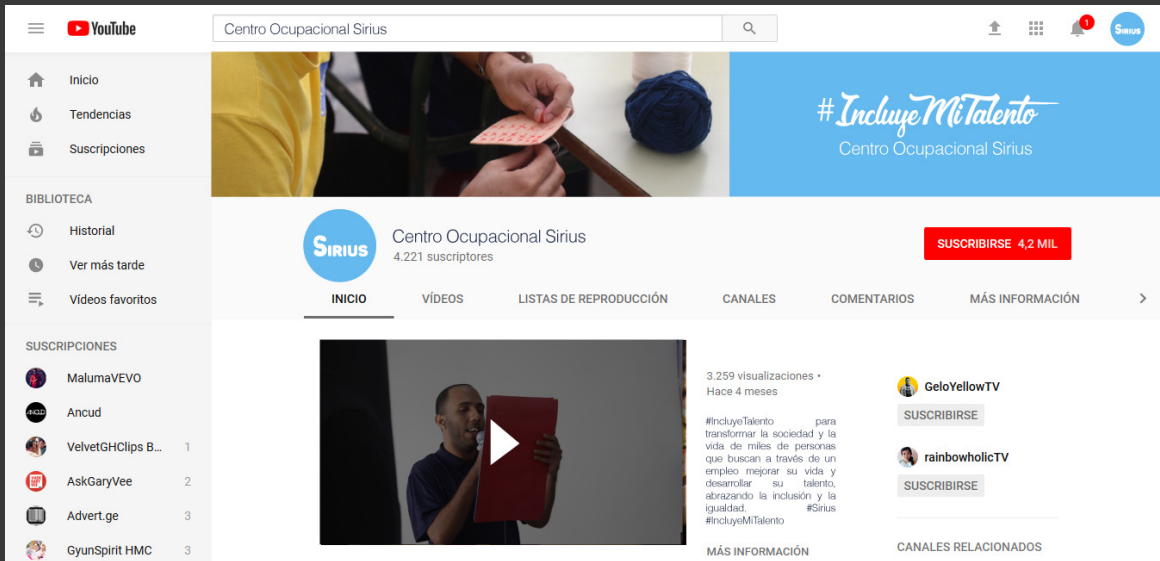 YouTube
Centro Ocupacional Sirius
1
SIRIUS
Inicio
Tendencias
Suscripciones
BIBLIOTECA
Historial
Ver más tarde
Vídeos favoritos
SUSCRIPCIONES
MalumaVEVO
ANCUD
Ancud
VelvetGHClips B... 1
AskGaryVee 2
Advert.ge 3
GyunSpirit HMC 3
#IncluyeMiTalento
Centro Ocupacional Sirius
SIRIUS
Centro Ocupacional Sirius
4.221 suscriptores
SUSCRIBIRSE 4,2 MIL
INICIO VÍDEOS LISTAS DE REPRODUCCIÓN CANALES COMENTARIOS MÁS INFORMACIÓN
3.259 visualizaciones •
Hace 4 meses
#IncluyeTalento para
transformar la sociedad y la
vida de miles de personas
que buscan a través de un
empleo mejorar su vida y
desarrollar su talento,
abrazando la inclusión y la
igualdad. #Sirius
#IncluyeMiTalento
MÁS INFORMACIÓN
GeloYellowTV
SUSCRIBIRSE
rainbowholicTV
SUSCRIBIRSE
CANALES RELACIONADOS